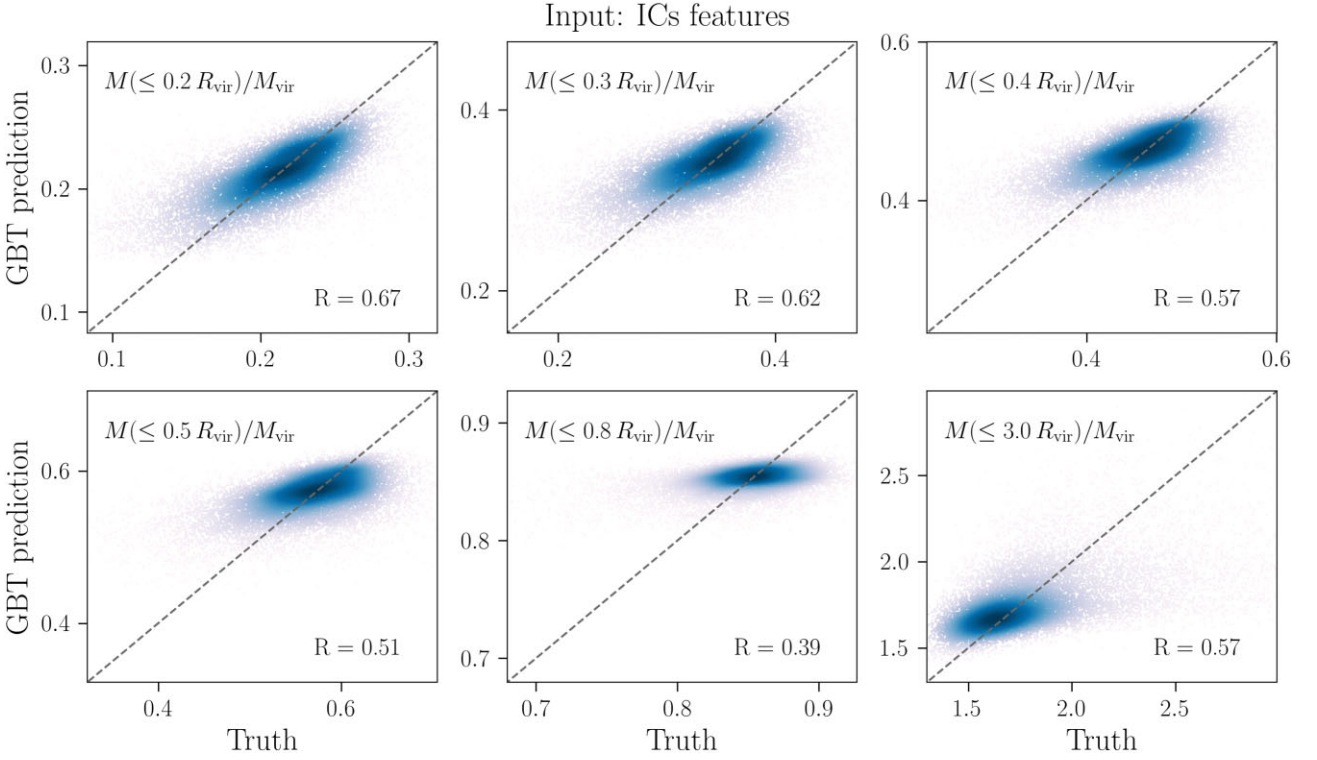 Input: ICs features
GBT prediction
0.3
0.2
0.1
M(≤ 0.2 R_vir)/M_vir
R = 0.67
0.1 0.2 0.3
0.4
0.2
M(≤ 0.3 R_vir)/M_vir
R = 0.62
0.2 0.4
0.6
0.4
M(≤ 0.4 R_vir)/M_vir
R = 0.57
0.4 0.6
GBT prediction
0.6
0.4
M(≤ 0.5 R_vir)/M_vir
R = 0.51
0.4 0.6
Truth
0.9
0.8
0.7
M(≤ 0.8 R_vir)/M_vir
R = 0.39
0.7 0.8 0.9
Truth
2.5
2.0
1.5
M(≤ 3.0 R_vir)/M_vir
R = 0.57
1.5 2.0 2.5
Truth